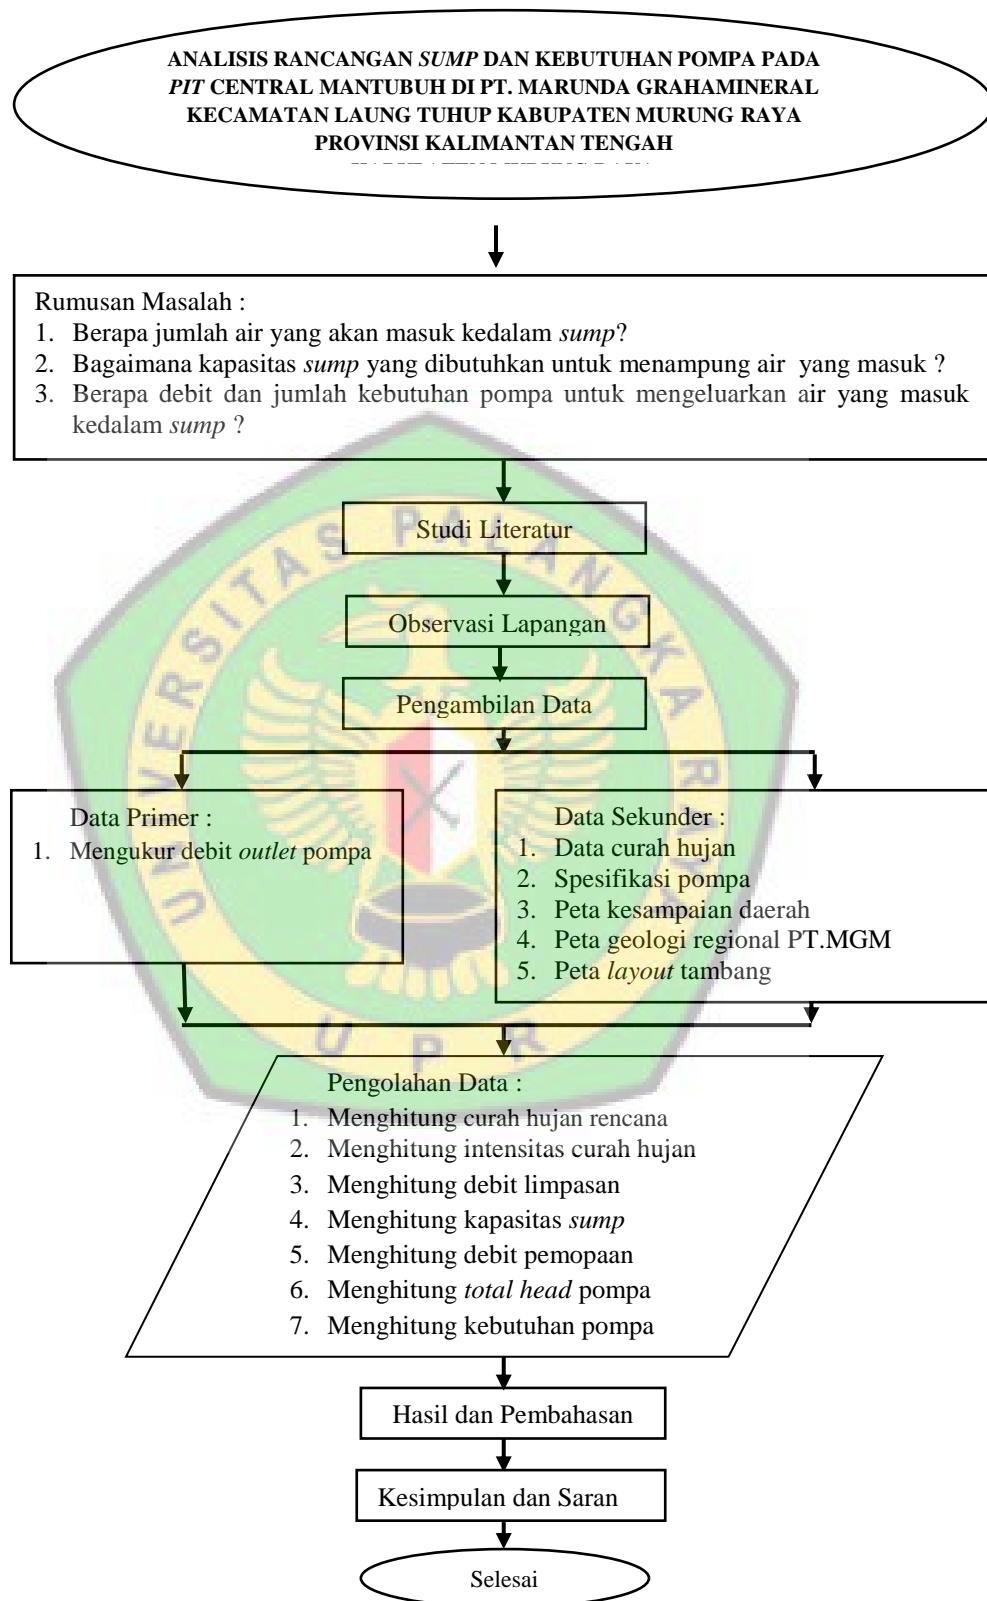 ANALISIS RANCANGAN SUMP DAN KEBUTUHAN POMPA PADA
PIT CENTRAL MANTUBUH DI PT. MARUNDA GRAHAMINERAL
KECAMATAN LAUNG TUHUP KABUPATEN MURUNG RAYA
PROVINSI KALIMANTAN TENGAH
Rumusan Masalah :
1. Berapa jumlah air yang akan masuk kedalam sump?
2. Bagaimana kapasitas sump yang dibutuhkan untuk menampung air yang masuk ?
3. Berapa debit dan jumlah kebutuhan pompa untuk mengeluarkan air yang masuk
kedalam sump ?
Studi Literatur
Observasi Lapangan
Pengambilan Data
Data Primer :
1. Mengukur debit outlet pompa
Data Sekunder :
1. Data curah hujan
2. Spesifikasi pompa
3. Peta kesampaian daerah
4. Peta geologi regional PT.MGM
5. Peta layout tambang
Pengolahan Data :
1. Menghitung curah hujan rencana
2. Menghitung intensitas curah hujan
3. Menghitung debit limpasan
4. Menghitung kapasitas sump
5. Menghitung debit pemopaan
6. Menghitung total head pompa
7. Menghitung kebutuhan pompa
Hasil dan Pembahasan
Kesimpulan dan Saran
Selesai
UNIVERSITAS PALANGKA RAYA
UPR